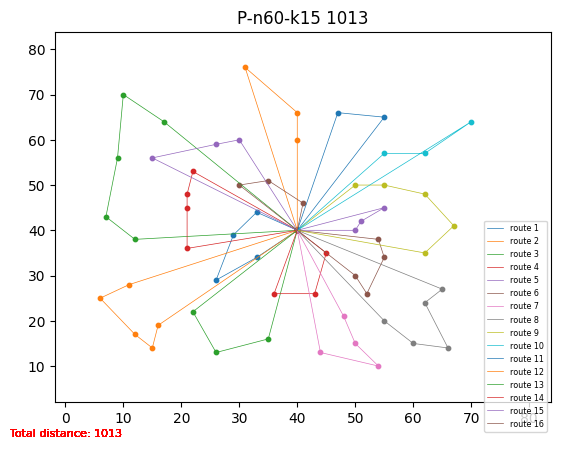 P-n60-k15 1013
80
70
60
50
40
30
20
10
0 10 20 30 40 50 60 70 80
route 1
route 2
route 3
route 4
route 5
route 6
route 7
route 8
route 9
route 10
route 11
route 12
route 13
route 14
route 15
route 16
Total distance: 1013